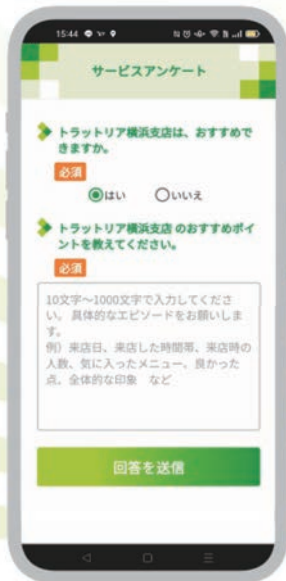 15:44
サービスアンケート
トラットリア横浜支店は、おすすめで
きますか。
必須
はい いいえ
トラットリア横浜支店 のおすすめポイ
ントを教えてください。
必須
10文字～1000文字で入力してくださ
い。 具体的なエピソードをお願いしま
す。
例）来店日、来店した時間帯、来店時の
人数、気に入ったメニュー、良かった
点、全体的な印象 など
回答を送信